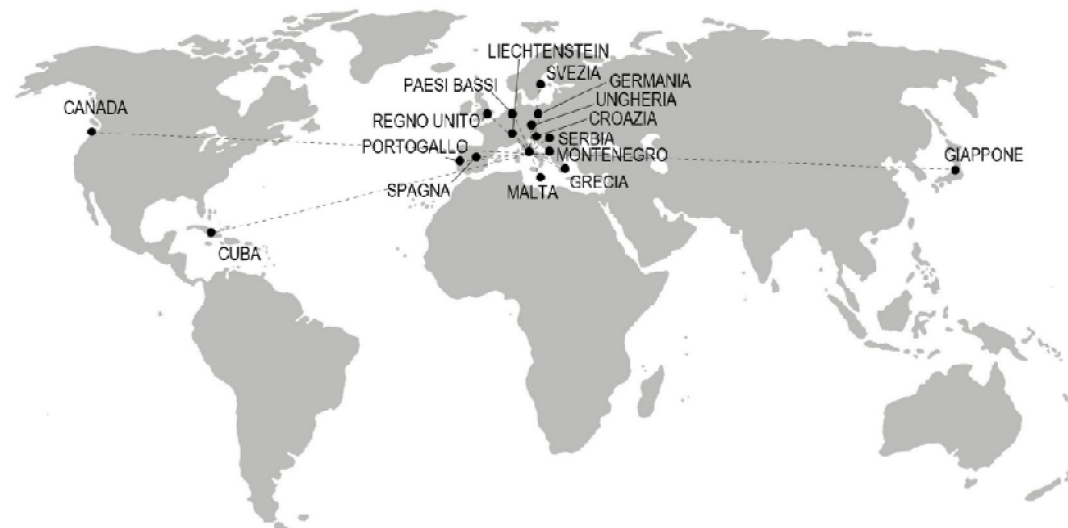 LIECHTENSTEIN
SVEZIA
PAESI BASSI
GERMANIA
UNGHERIA
CANADA
REGNO UNITO
CROAZIA
SERBIA
PORTOGALLO
MONTENEGRO
GIAPPONE
SPAGNA
MALTA
GRECIA
CUBA